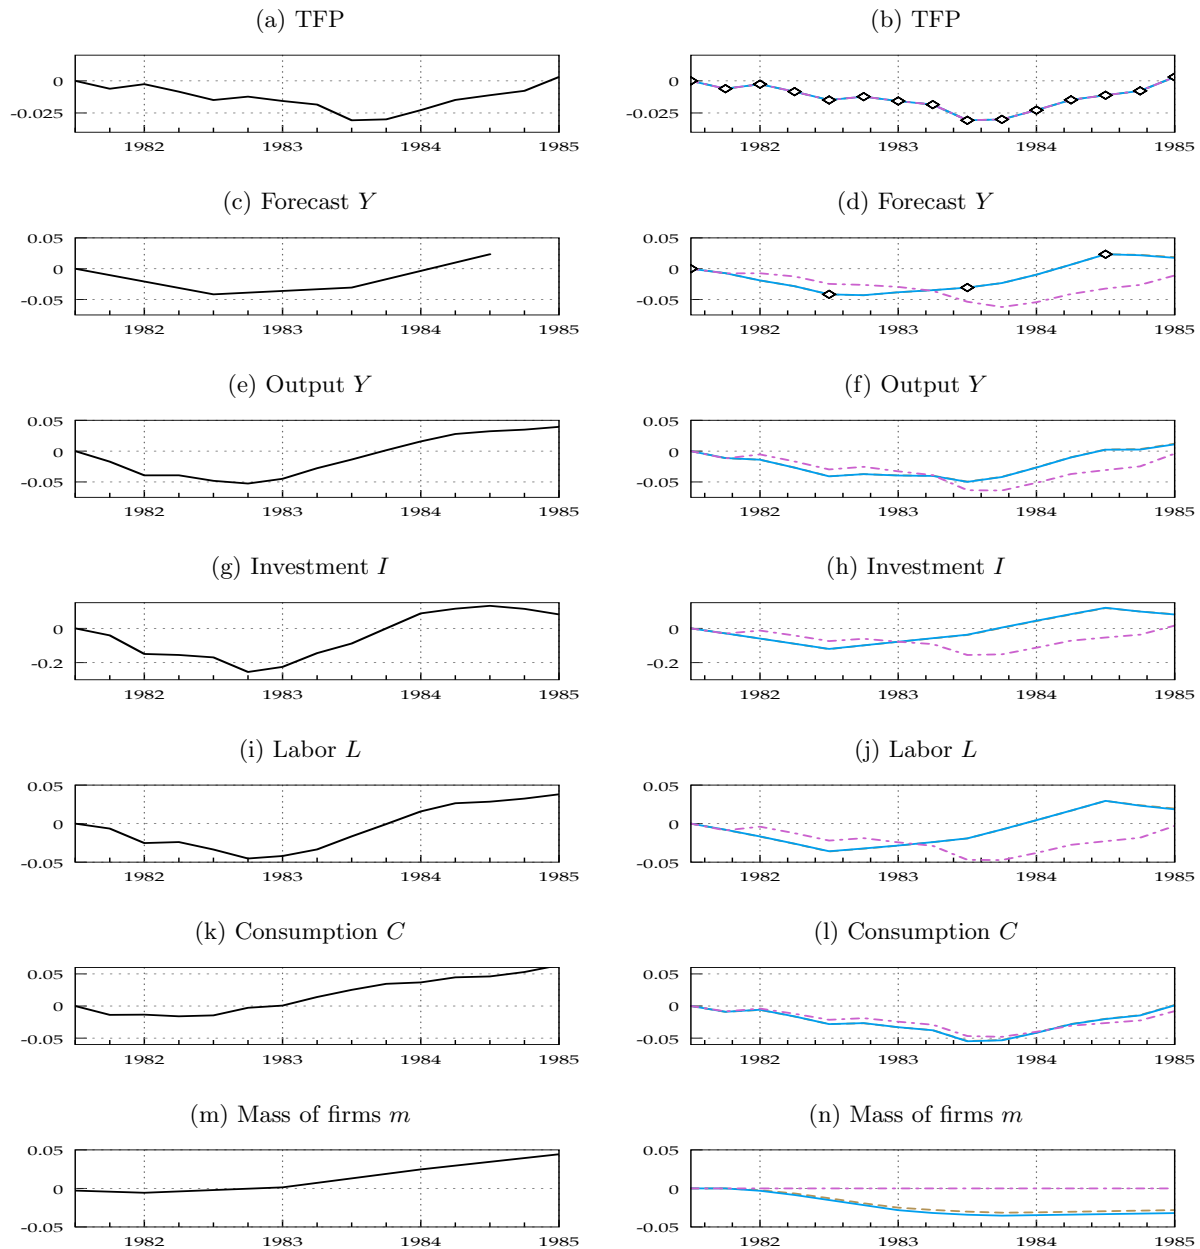 (a) TFP (b) TFP
0 0
-0.025 -0.025
1982 1983 1984 1985 1982 1983 1984 1985
(c) Forecast Y (d) Forecast Y
0.05 0.05
0 0
-0.05 -0.05
1982 1983 1984 1985 1982 1983 1984 1985
(e) Output Y (f) Output Y
0.05 0.05
0 0
-0.05 -0.05
1982 1983 1984 1985 1982 1983 1984 1985
(g) Investment I (h) Investment I
0 0
-0.2 -0.2
1982 1983 1984 1985 1982 1983 1984 1985
(i) Labor L (j) Labor L
0.05 0.05
0 0
-0.05 -0.05
1982 1983 1984 1985 1982 1983 1984 1985
(k) Consumption C (l) Consumption C
0.05 0.05
0 0
-0.05 -0.05
1982 1983 1984 1985 1982 1983 1984 1985
(m) Mass of firms m (n) Mass of firms m
0.05 0.05
0 0
-0.05 -0.05
1982 1983 1984 1985 1982 1983 1984 1985